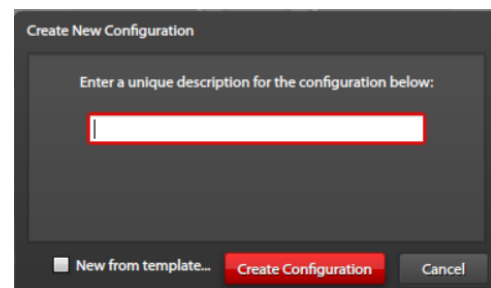 Create New Configuration
Enter a unique description for the configuration below:
New from template...
Create Configuration
Cancel